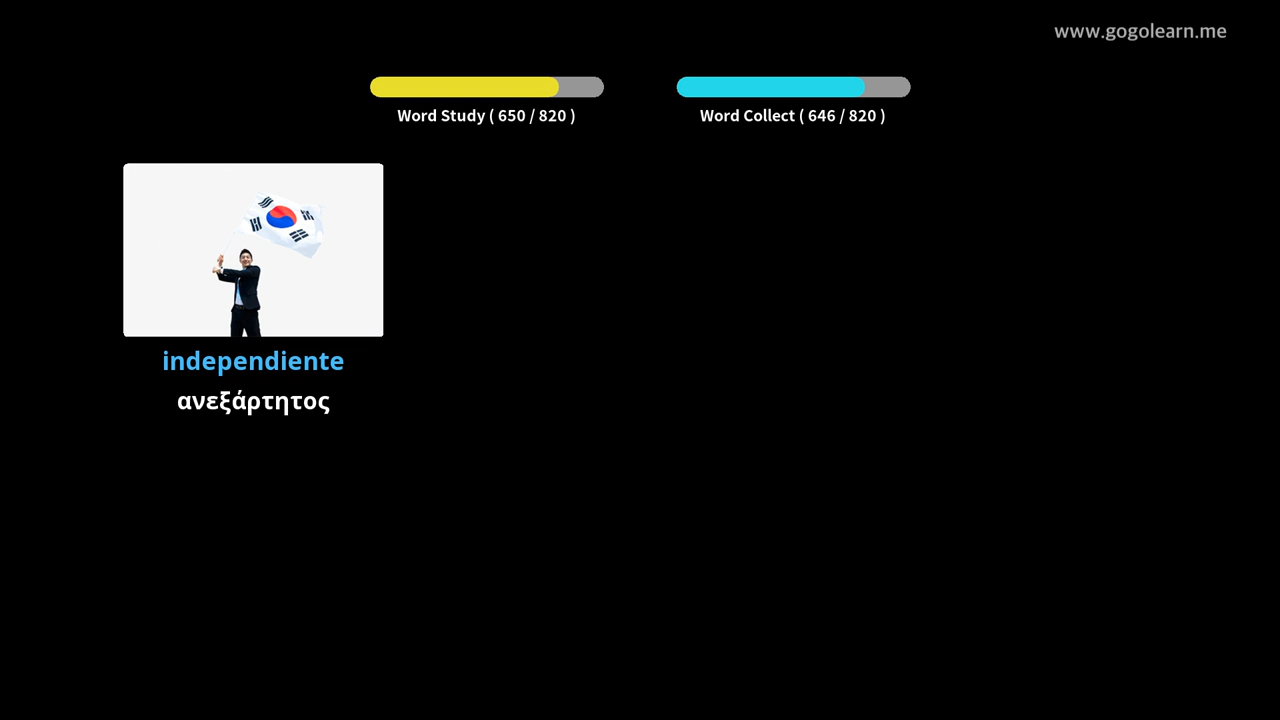 www.gogolearn.me
Word Study ( 650 / 820 )
Word Collect ( 646 / 820 )
independiente
ανεξάρτητος